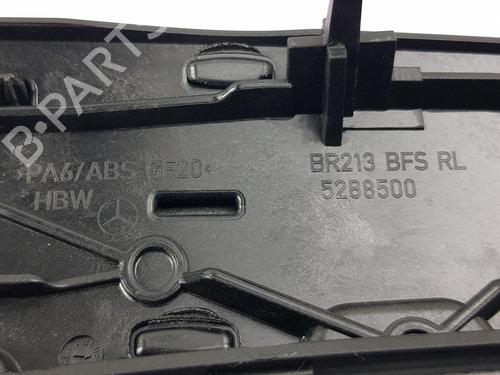 >PA6/ABS GF20<
HBW
BR213 BFS RL
5288500
B-PARTS